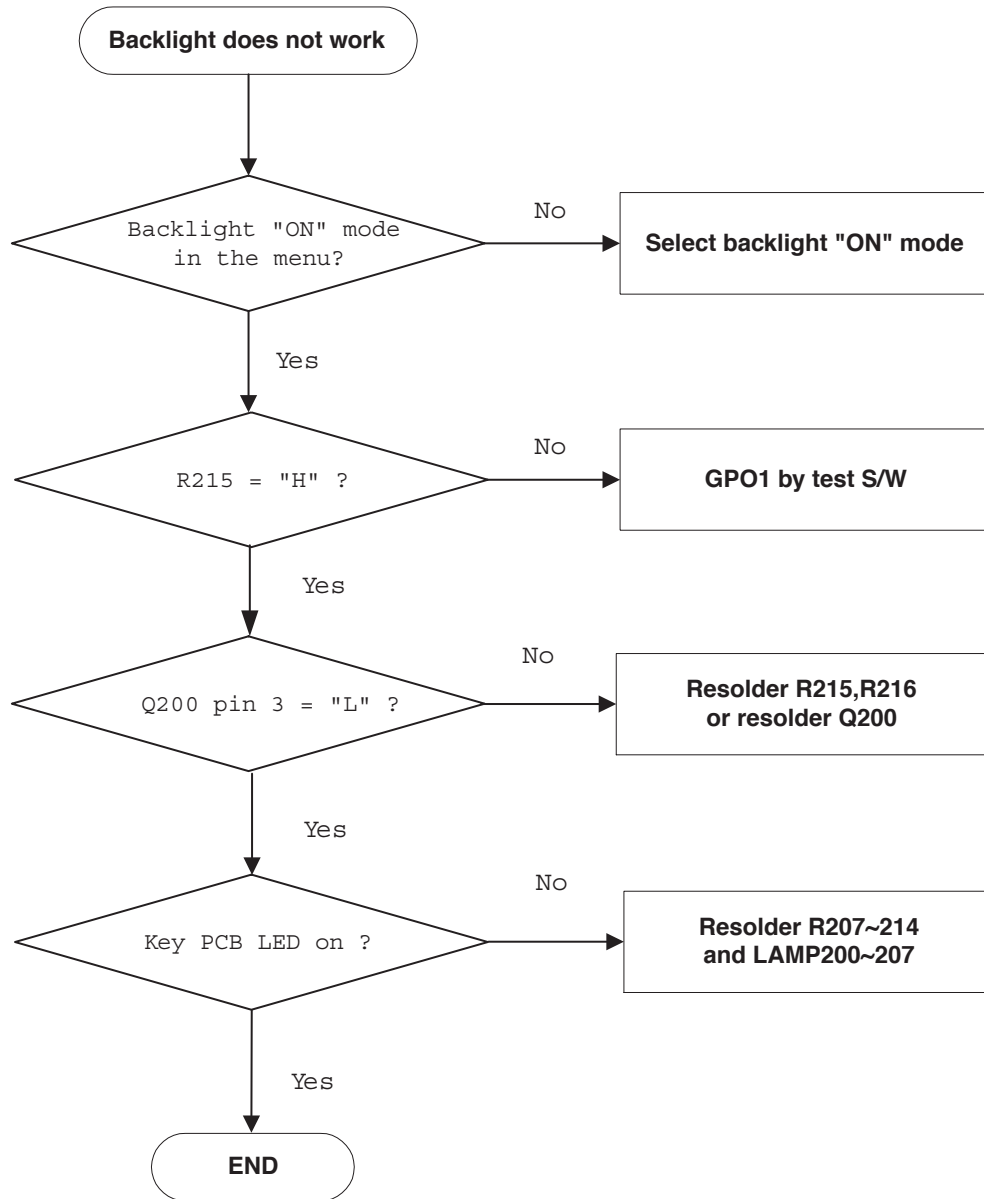 Backlight does not work
Backlight "ON" mode
in the menu?
No
Select backlight "ON" mode
Yes
R215 = "H" ?
No
GPO1 by test S/W
Yes
Q200 pin 3 = "L" ?
No
Resolder R215,R216
or resolder Q200
Yes
Key PCB LED on ?
No
Resolder R207~214
and LAMP200~207
Yes
END